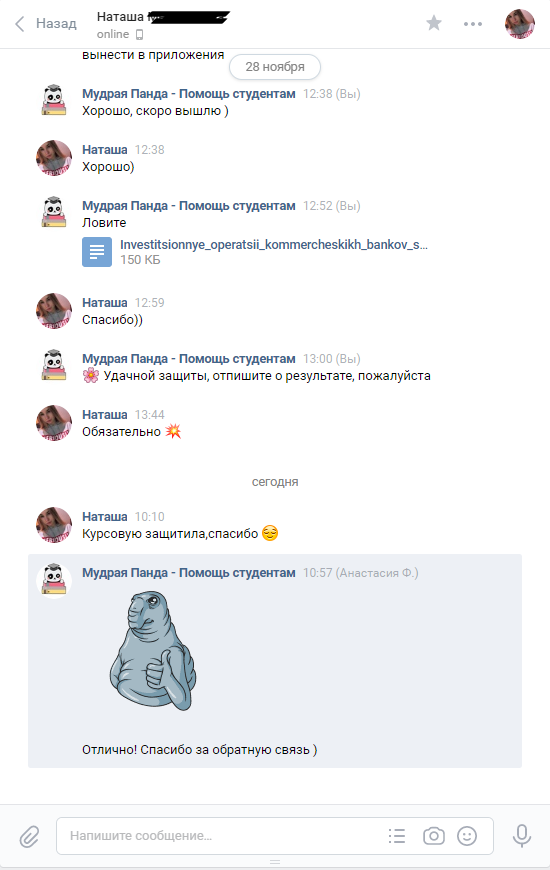 Назад
Наташа
online
вынести в приложения
28 ноября
Мудрая Панда - Помощь студентам 12:38 (Вы)
Хорошо, скоро вышлю )
Наташа 12:38
Хорошо)
Мудрая Панда - Помощь студентам 12:52 (Вы)
Ловите
Investitsionnye_operatsii_kommercheskikh_bankov_s...
150 КБ
Наташа 12:59
Спасибо))
Мудрая Панда - Помощь студентам 13:00 (Вы)
🌸 Удачной защиты, отпишите о результате, пожалуйста
Наташа 13:44
Обязательно 💥
сегодня
Наташа 10:10
Курсовую защитила,спасибо 😌
Мудрая Панда - Помощь студентам 10:57 (Анастасия Ф.)
Отлично! Спасибо за обратную связь )
Напишите сообщение...